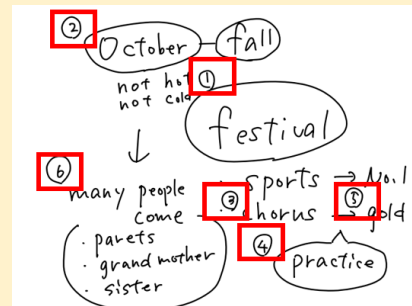 ② October — fall
not hot ①
not cold
festival
⑥ many people
come
. parets
. grand mother
. sister
③ sports → No.1
chorus → ⑤ gold
④ practice